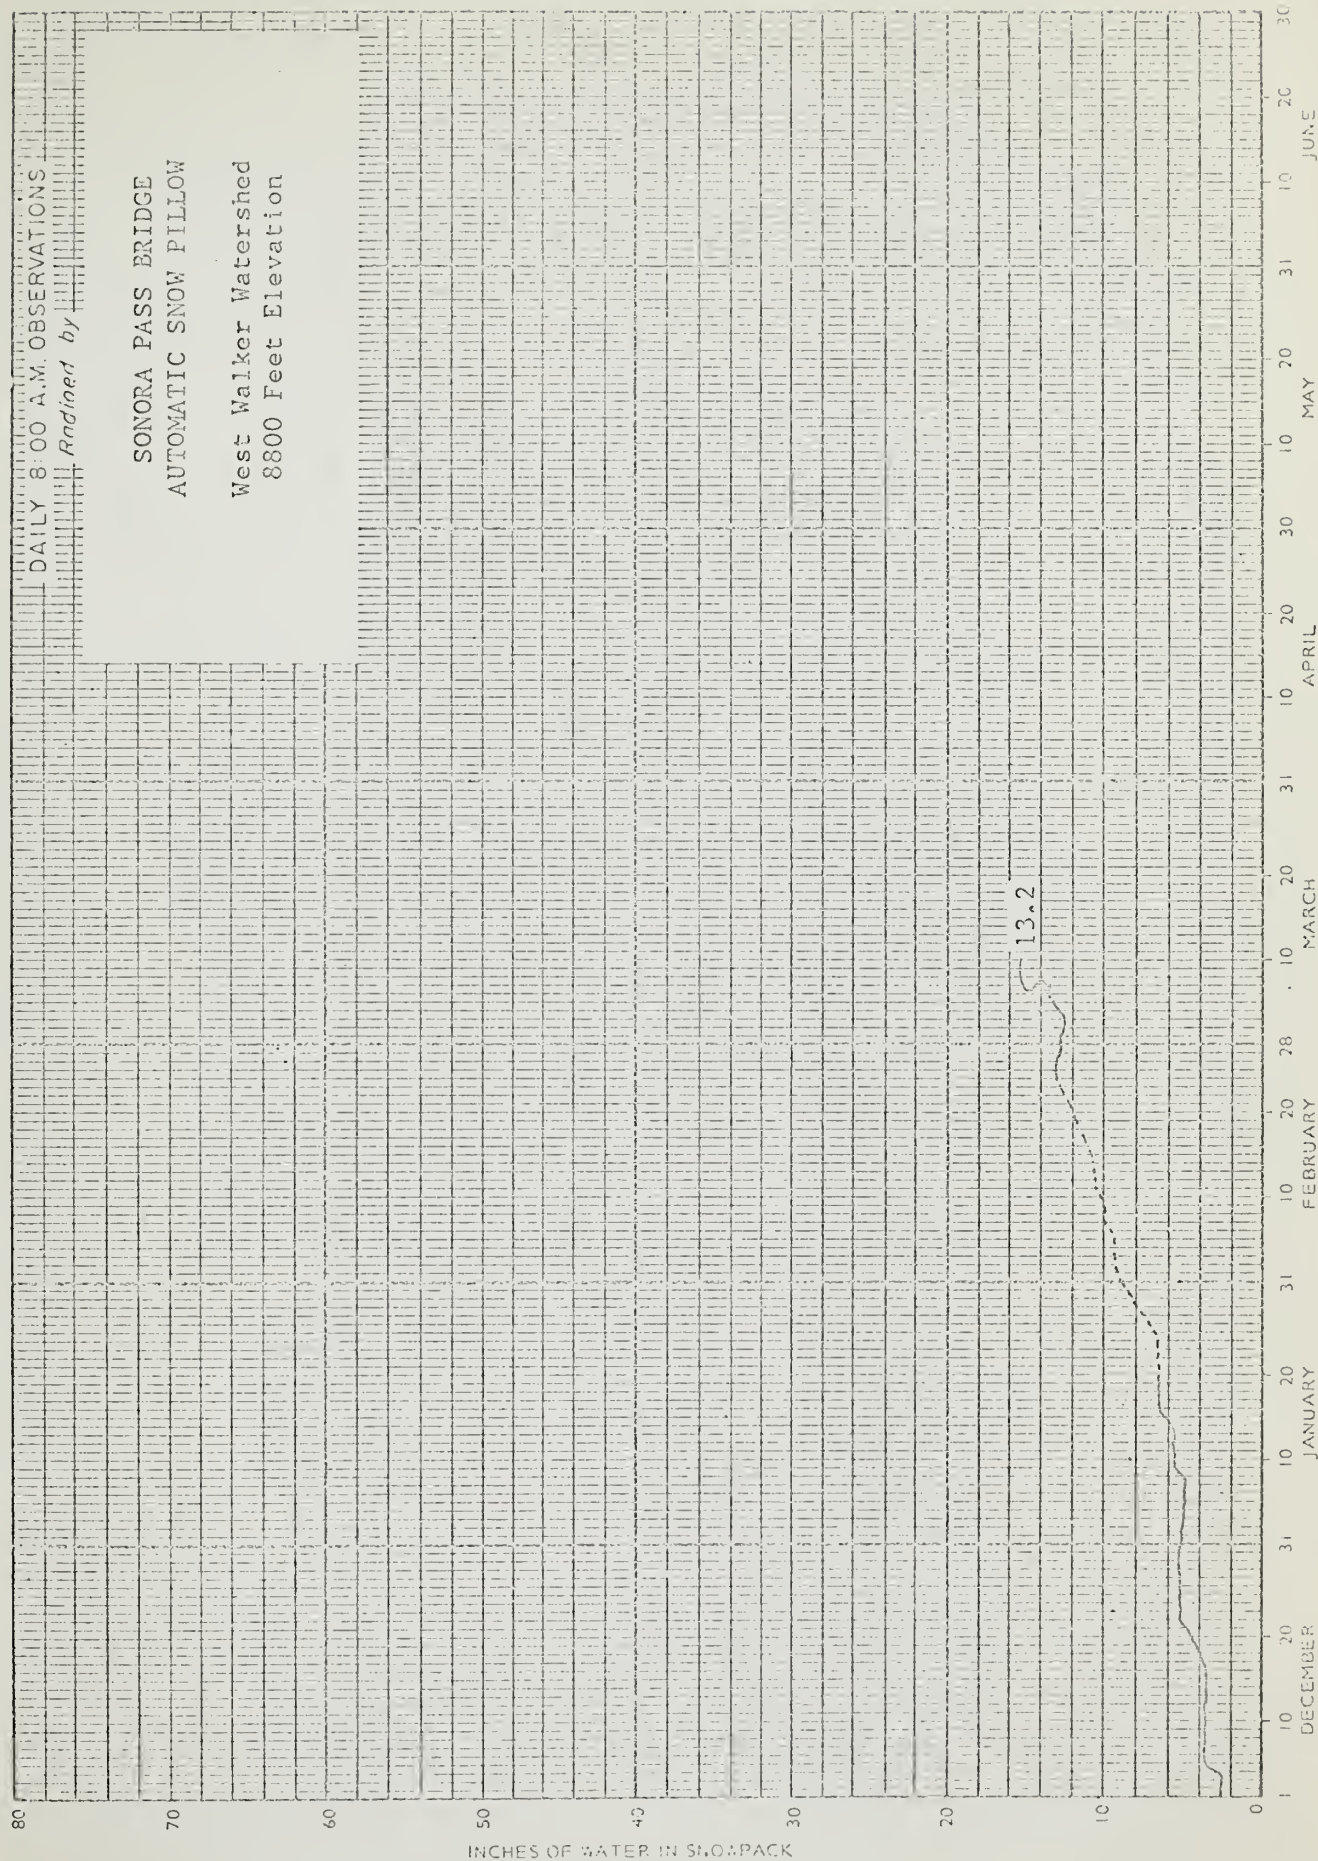 DAILY 8:00 A.M. OBSERVATIONS
by
SONORA PASS BRIDGE
AUTOMATIC SNOW PILLOW
West Walker Watershed
8800 Feet Elevation
13.2
80
70
60
50
40
30
20
10
0
INCHES OF WATER IN SNOWPACK
1 10 20 31 10 20 31 10 20 28 10 20 31 10 20 30 10 20 31 10 20 30
DECEMBER JANUARY FEBRUARY MARCH APRIL MAY JUNE